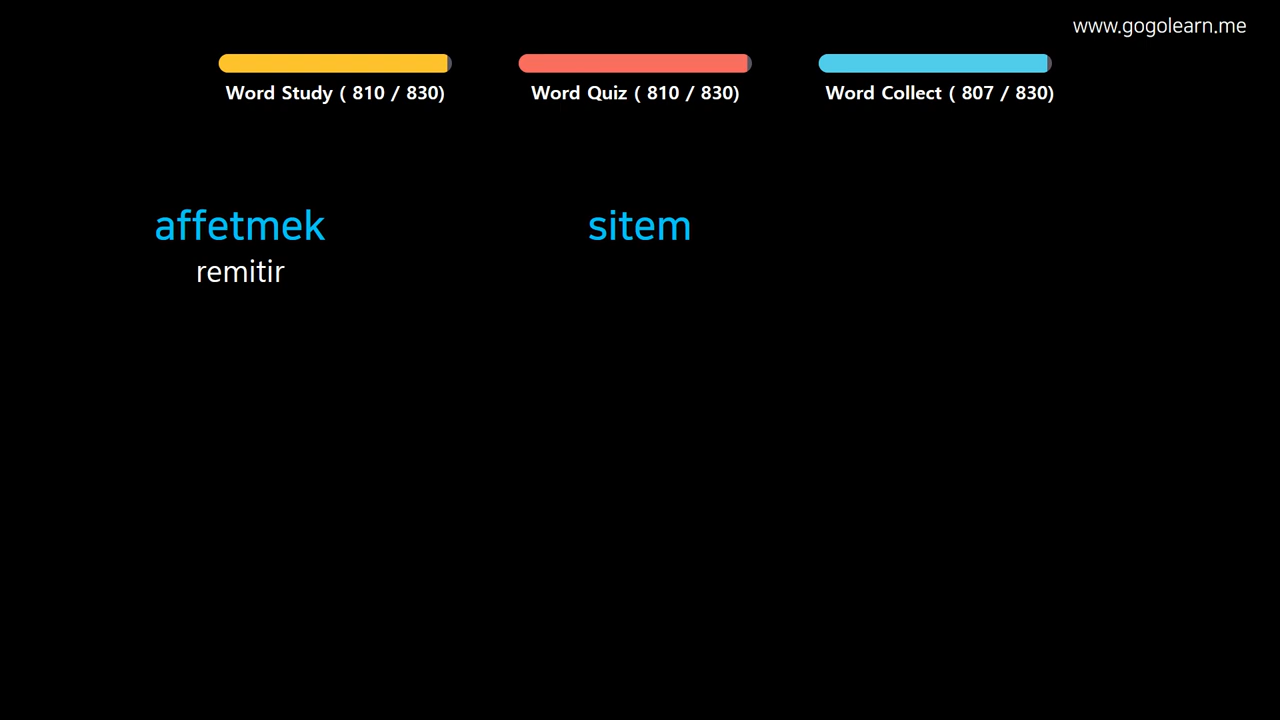 www.gogolearn.me
Word Study ( 810 / 830)
Word Quiz ( 810 / 830)
Word Collect ( 807 / 830)
affetmek
remitir
sitem